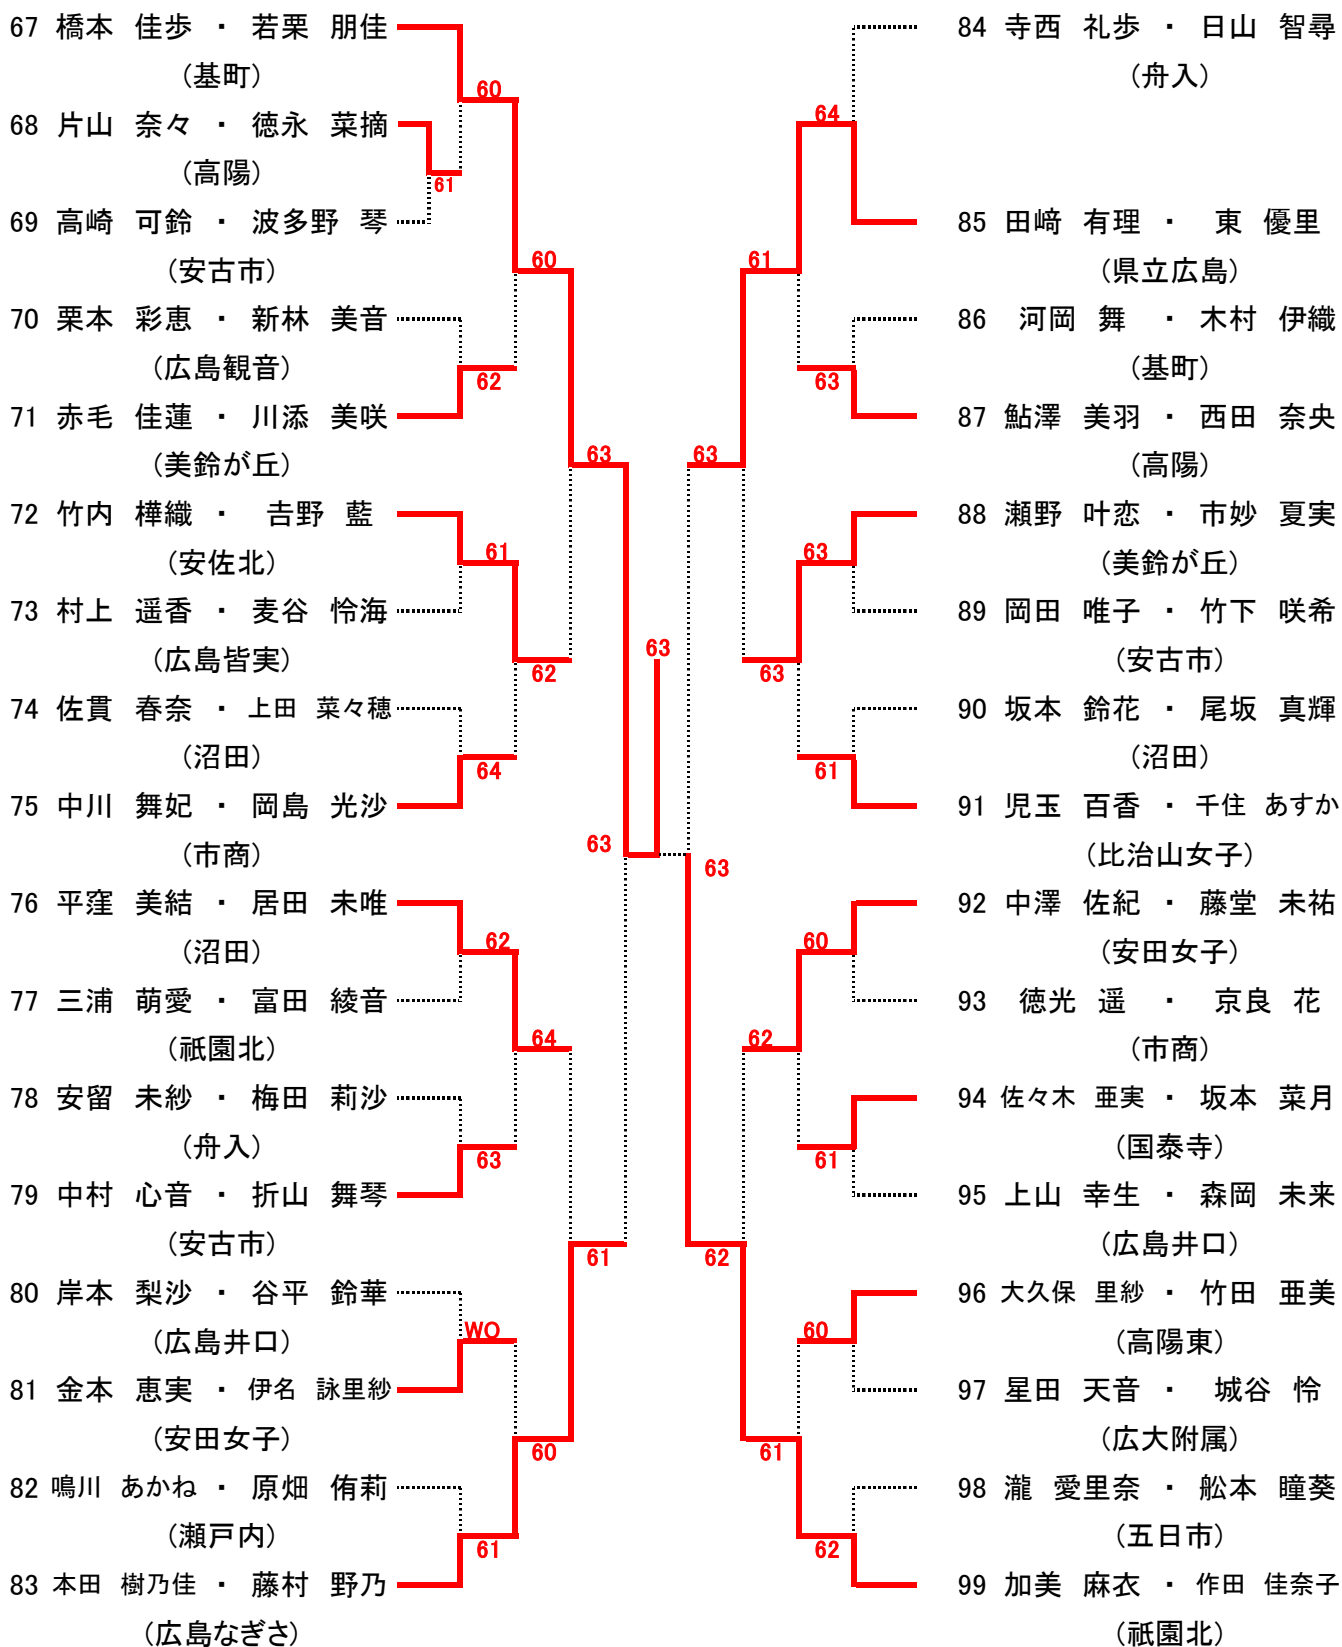 67 橋本 佳歩 ・ 若栗 朋佳
(基町)
60
68 片山 奈々 ・ 徳永 菜摘
(高陽)
61
69 高崎 可鈴 ・ 波多野 琴
(安古市)
60
70 栗本 彩恵 ・ 新林 美音
(広島観音)
62
71 赤毛 佳蓮 ・ 川添 美咲
(美鈴が丘)
63
72 竹内 樺織 ・ 吉野 藍
(安佐北)
61
73 村上 遥香 ・ 麦谷 怜海
(広島皆実)
62
74 佐貫 春奈 ・ 上田 菜々穂
(沼田)
64
75 中川 舞妃 ・ 岡島 光沙
(市商)
63
76 平窪 美結 ・ 居田 未唯
(沼田)
62
77 三浦 萌愛 ・ 富田 綾音
(祇園北)
64
78 安留 未紗 ・ 梅田 莉沙
(舟入)
63
79 中村 心音 ・ 折山 舞琴
(安古市)
61
80 岸本 梨沙 ・ 谷平 鈴華
(広島井口)
WO
81 金本 恵実 ・ 伊名 詠里紗
(安田女子)
60
82 鳴川 あかね ・ 原畑 侑莉
(瀬戸内)
61
83 本田 樹乃佳 ・ 藤村 野乃
(広島なぎさ)
63
84 寺西 礼歩 ・ 日山 智尋
(舟入)
64
85 田﨑 有理 ・ 東 優里
(県立広島)
61
86 河岡 舞 ・ 木村 伊織
(基町)
63
87 鮎澤 美羽 ・ 西田 奈央
(高陽)
63
88 瀬野 叶恋 ・ 市妙 夏実
(美鈴が丘)
63
89 岡田 唯子 ・ 竹下 咲希
(安古市)
63
90 坂本 鈴花 ・ 尾坂 真輝
(沼田)
61
91 児玉 百香 ・ 千住 あすか
(比治山女子)
63
92 中澤 佐紀 ・ 藤堂 未祐
(安田女子)
60
93 徳光 遥 ・ 京良 花
(市商)
62
94 佐々木 亜実 ・ 坂本 菜月
(国泰寺)
61
95 上山 幸生 ・ 森岡 未来
(広島井口)
62
96 大久保 里紗 ・ 竹田 亜美
(高陽東)
60
97 星田 天音 ・ 城谷 怜
(広大附属)
61
98 瀧 愛里奈 ・ 舩本 瞳葵
(五日市)
62
99 加美 麻衣 ・ 作田 佳奈子
(祇園北)